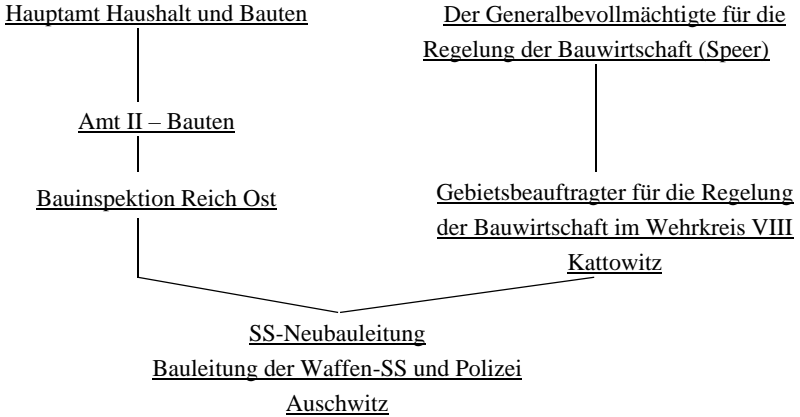 Hauptamt Haushalt und Bauten
Der Generalbevollmächtigte für die
Regelung der Bauwirtschaft (Speer)
Amt II – Bauten
Bauinspektion Reich Ost
Gebietsbeauftragter für die Regelung
der Bauwirtschaft im Wehrkreis VIII
Kattowitz
SS-Neubauleitung
Bauleitung der Waffen-SS und Polizei
Auschwitz